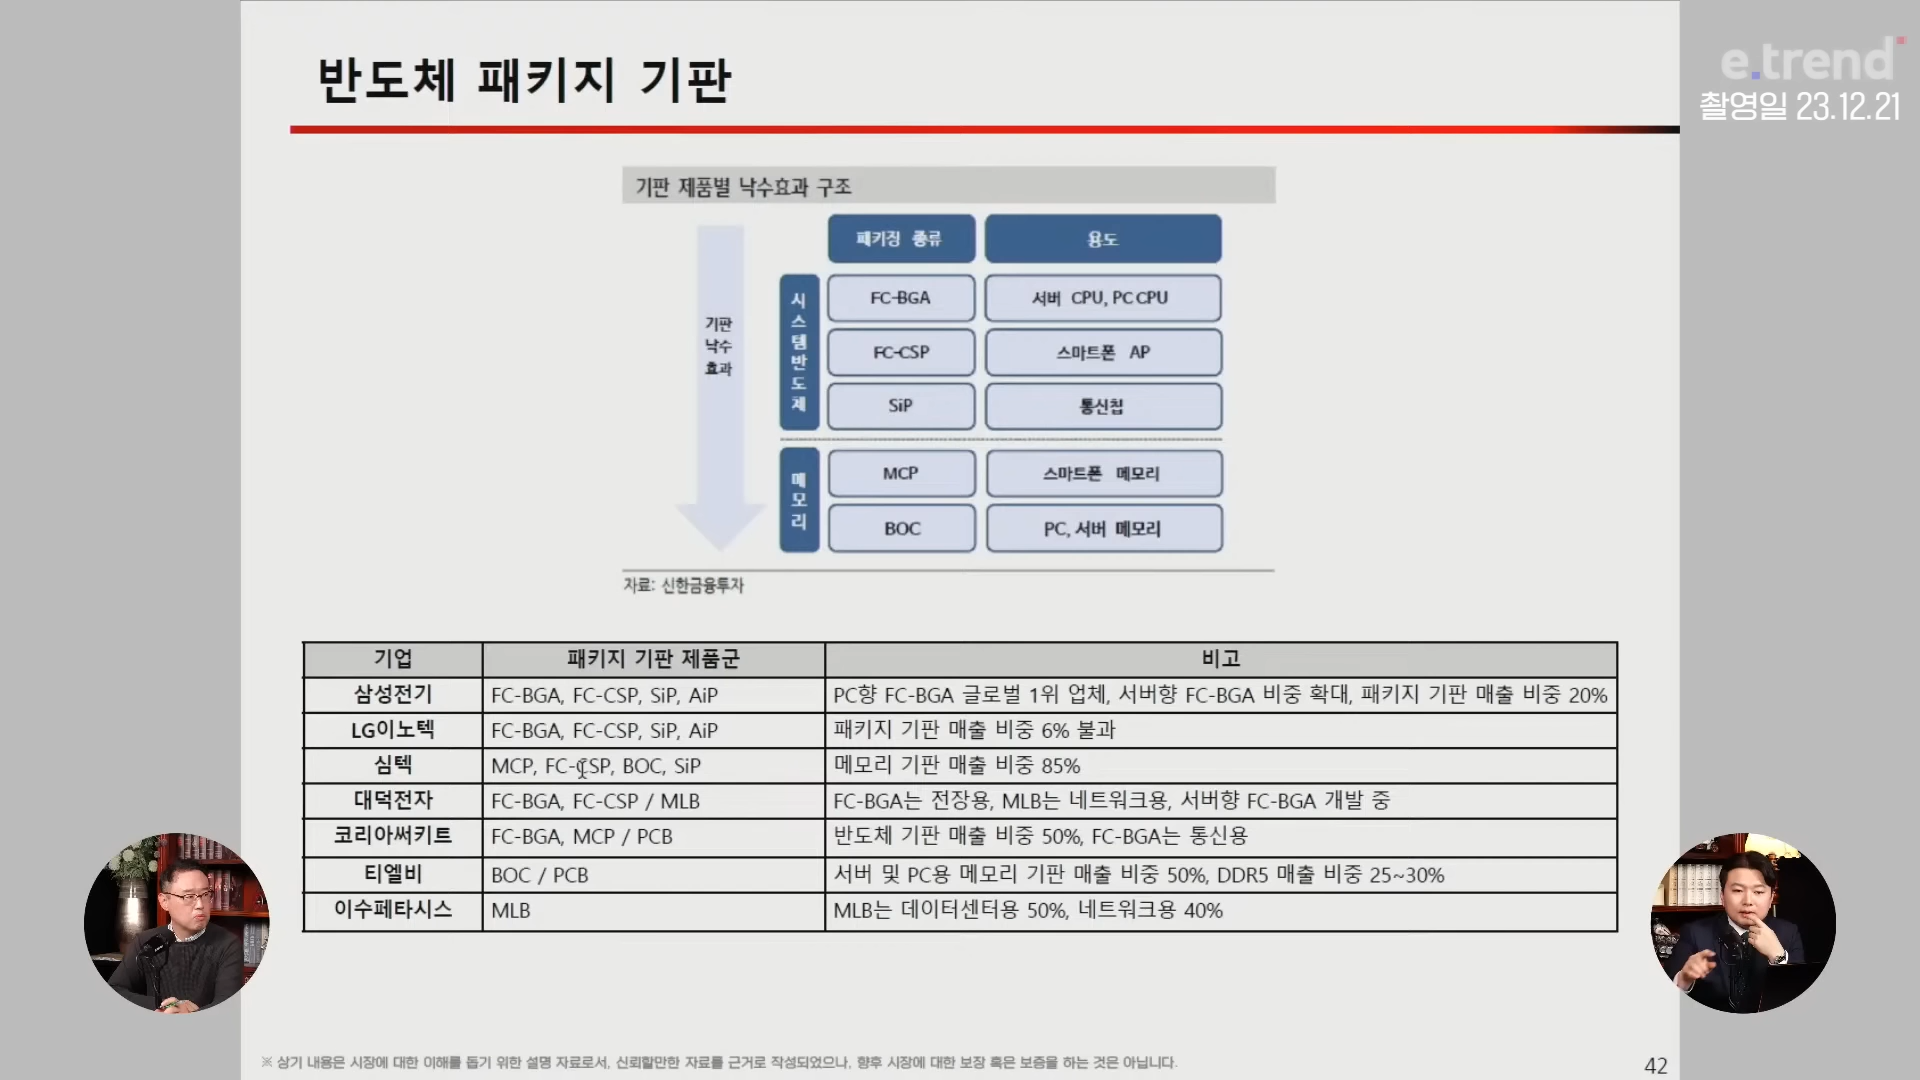 반도체 패키지 기판
e.trend
촬영일 23.12.21
기판 제품별 낙수효과 구조
패키징 종류 용도
기판
낙수
효과
시스템반도체
FC-BGA 서버 CPU, PC CPU
FC-CSP 스마트폰 AP
SiP 통신칩
메모리
MCP 스마트폰 메모리
BOC PC, 서버 메모리
자료: 신한금융투자
기업 패키지 기판 제품군 비고
삼성전기 FC-BGA, FC-CSP, SiP, AiP PC향 FC-BGA 글로벌 1위 업체, 서버향 FC-BGA 비중 확대, 패키지 기판 매출 비중 20%
LG이노텍 FC-BGA, FC-CSP, SiP, AiP 패키지 기판 매출 비중 6% 불과
심텍 MCP, FC-CSP, BOC, SiP 메모리 기판 매출 비중 85%
대덕전자 FC-BGA, FC-CSP / MLB FC-BGA는 전장용, MLB는 네트워크용, 서버향 FC-BGA 개발 중
코리아써키트 FC-BGA, MCP / PCB 반도체 기판 매출 비중 50%, FC-BGA는 통신용
티엘비 BOC / PCB 서버 및 PC용 메모리 기판 매출 비중 50%, DDR5 매출 비중 25~30%
이수페타시스 MLB MLB는 데이터센터용 50%, 네트워크용 40%
※ 상기 내용은 시장에 대한 이해를 돕기 위한 설명 자료로서, 신뢰할만한 자료를 근거로 작성되었으나, 향후 시장에 대한 보장 혹은 보증을 하는 것은 아닙니다.
42